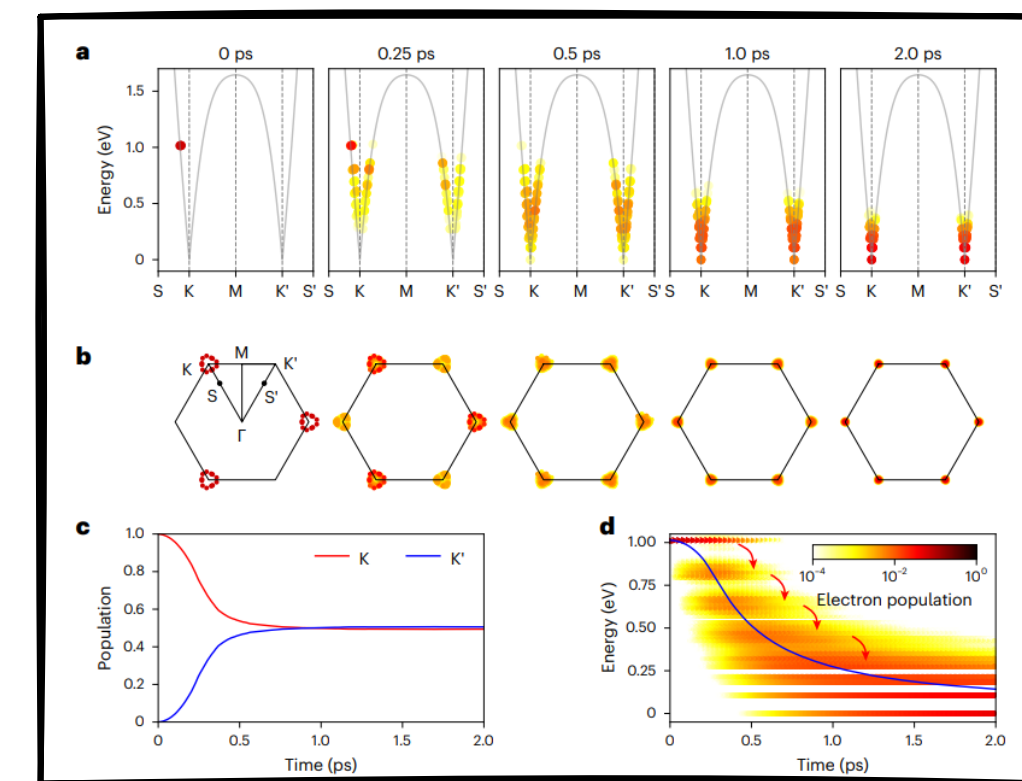 a
0 ps 0.25 ps 0.5 ps 1.0 ps 2.0 ps
Energy (eV)
1.5
1.0
0.5
0
S K M K' S' S K M K' S' S K M K' S' S K M K' S' S K M K' S'
b
K M K'
S S'
Γ
c
Population
1.0
0.8
0.6
0.4
0.2
0
K K'
0 0.5 1.0 1.5 2.0
Time (ps)
d
Energy (eV)
1.00
0.75
0.50
0.25
0
10⁻⁴ 10⁻² 10⁰
Electron population
0 0.5 1.0 1.5 2.0
Time (ps)